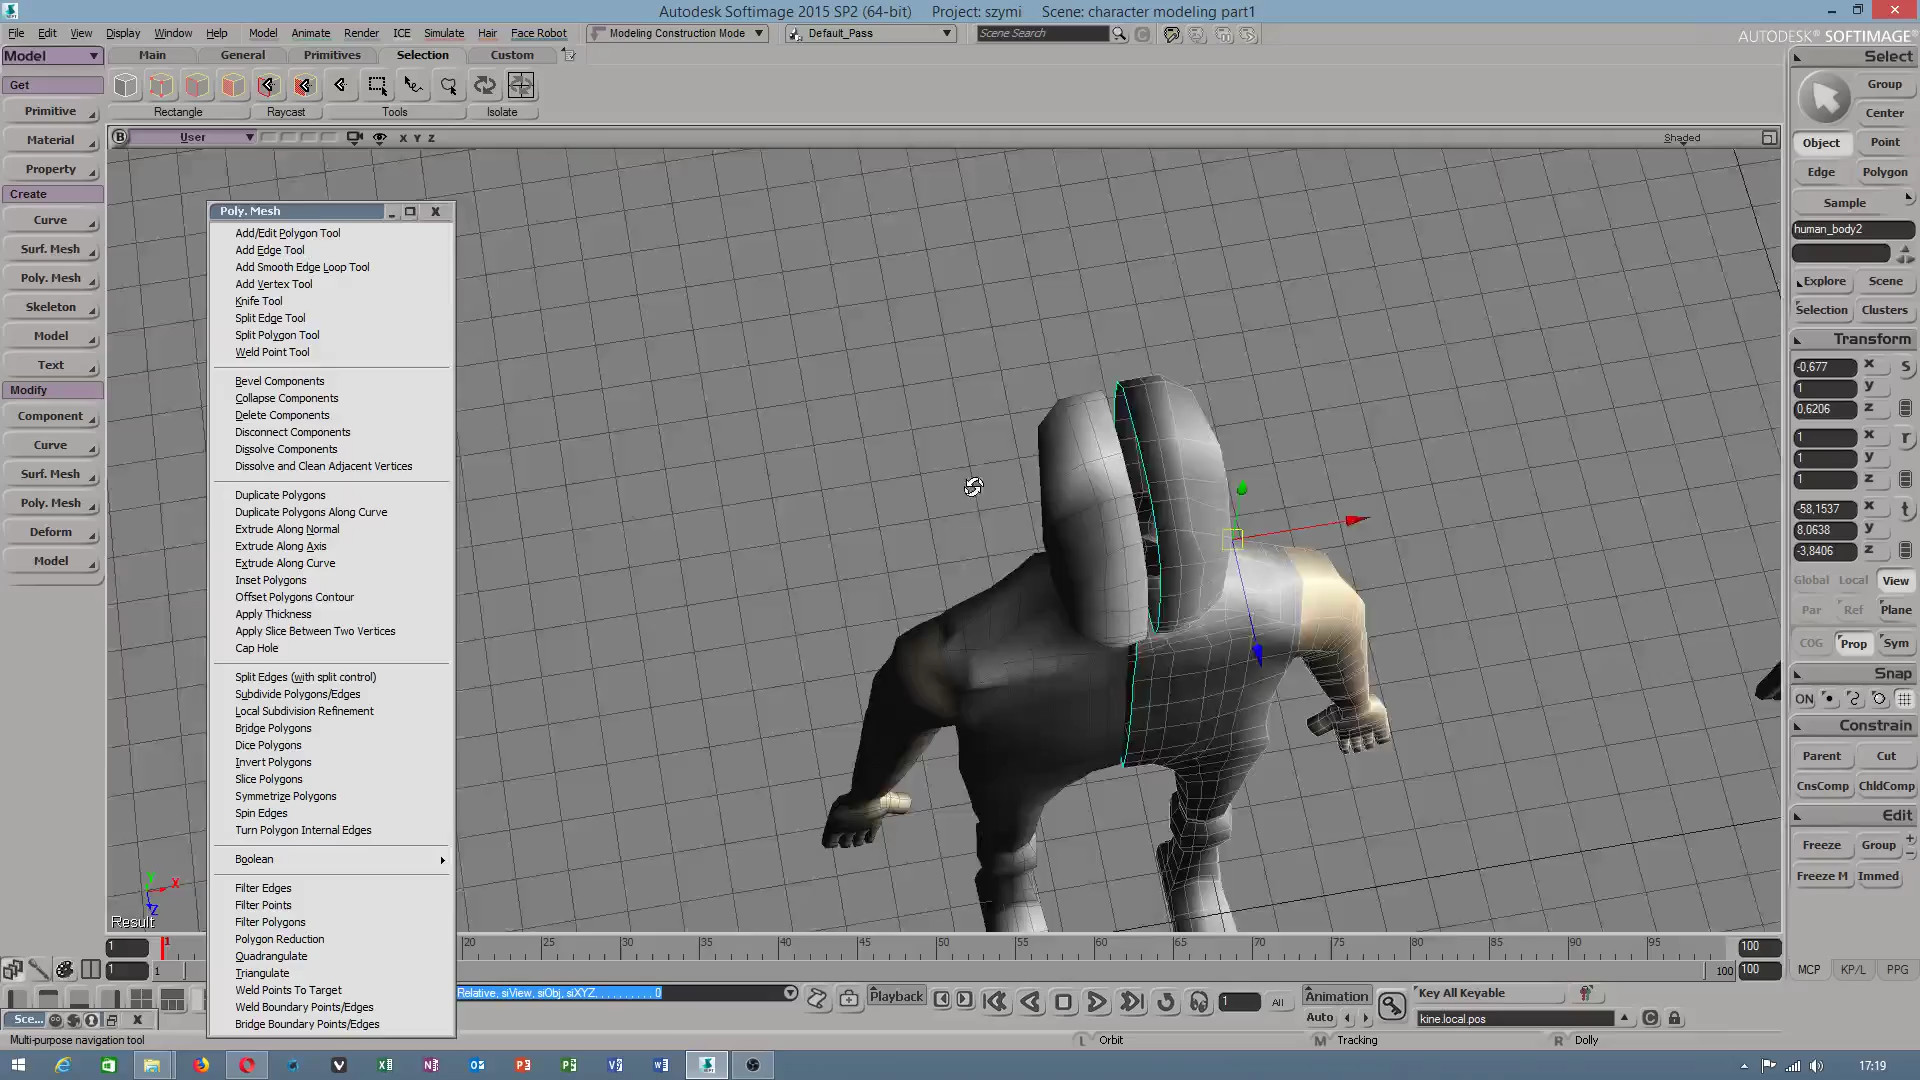 Autodesk Softimage 2015 SP2 (64-bit) Project: szymi Scene: character modeling part1
File Edit View Display Window Help Model Animate Render ICE Simulate Hair Face Robot Modeling Construction Mode Default_Pass Scene Search AUTODESK® SOFTIMAGE®
Model
Main General Primitives Selection Custom
Get
Primitive
Material
Property
Create
Curve
Surf. Mesh
Poly. Mesh
Skeleton
Model
Text
Modify
Component
Curve
Surf. Mesh
Poly. Mesh
Deform
Model
Rectangle Raycast Tools Isolate
B User X Y Z Shaded
Poly. Mesh
Add/Edit Polygon Tool
Add Edge Tool
Add Smooth Edge Loop Tool
Add Vertex Tool
Knife Tool
Split Edge Tool
Split Polygon Tool
Weld Point Tool
Bevel Components
Collapse Components
Delete Components
Disconnect Components
Dissolve Components
Dissolve and Clean Adjacent Vertices
Duplicate Polygons
Duplicate Polygons Along Curve
Extrude Along Normal
Extrude Along Axis
Extrude Along Curve
Inset Polygons
Offset Polygons Contour
Apply Thickness
Apply Slice Between Two Vertices
Cap Hole
Split Edges (with split control)
Subdivide Polygons/Edges
Local Subdivision Refinement
Bridge Polygons
Dice Polygons
Invert Polygons
Slice Polygons
Symmetrize Polygons
Spin Edges
Turn Polygon Internal Edges
Boolean
Filter Edges
Filter Points
Filter Polygons
Polygon Reduction
Quadrangulate
Triangulate
Weld Points To Target
Weld Boundary Points/Edges
Bridge Boundary Points/Edges
Select
Group
Center
Object Point
Edge Polygon
Sample
human_body2
Explore Scene
Selection Clusters
Transform
-0,677 x s
1 y
0,6206 z
1 x r
1 y
1 z
-58,1537 x t
8,0638 y
-3,8406 z
Global Local View
Par Ref Plane
COG Prop Sym
Snap
ON
Constrain
Parent Cut
CnsComp ChldComp
Edit
Freeze Group
Freeze M Immed
MCP KP/L PPG
y x z
Result
1 1 20 25 30 35 40 45 50 55 60 65 70 75 80 85 90 95 100
1 1 100 100
Relative, siView, siObj, siXYZ, , , , , , , , , , 0
Playback 1 All Animation Key All Keyable
Auto kine.local.pos
Sce...
Multi-purpose navigation tool L Orbit M Tracking R Dolly
17:19